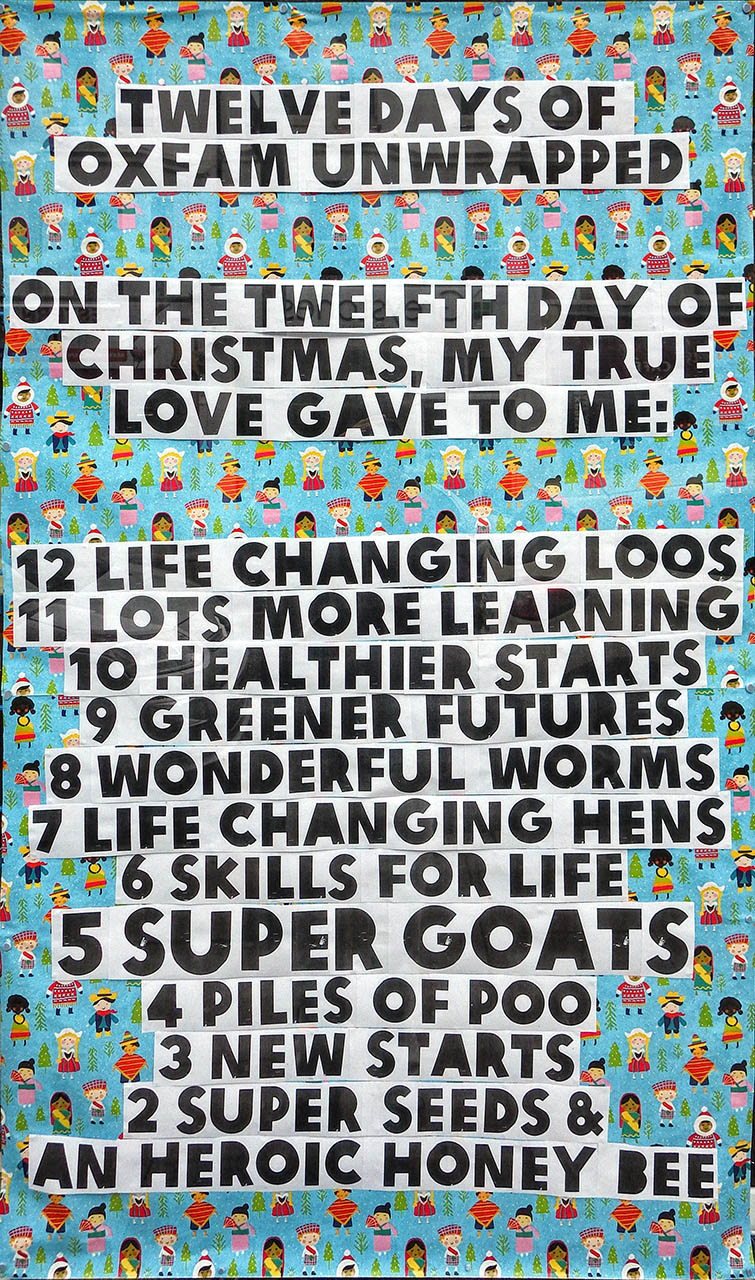 TWELVE DAYS OF
OXFAM UNWRAPPED
ON THE TWELFTH DAY OF
CHRISTMAS, MY TRUE
LOVE GAVE TO ME:
12 LIFE CHANGING LOOS
11 LOTS MORE LEARNING
10 HEALTHIER STARTS
9 GREENER FUTURES
8 WONDERFUL WORMS
7 LIFE CHANGING HENS
6 SKILLS FOR LIFE
5 SUPER GOATS
4 PILES OF POO
3 NEW STARTS
2 SUPER SEEDS &
AN HEROIC HONEY BEE